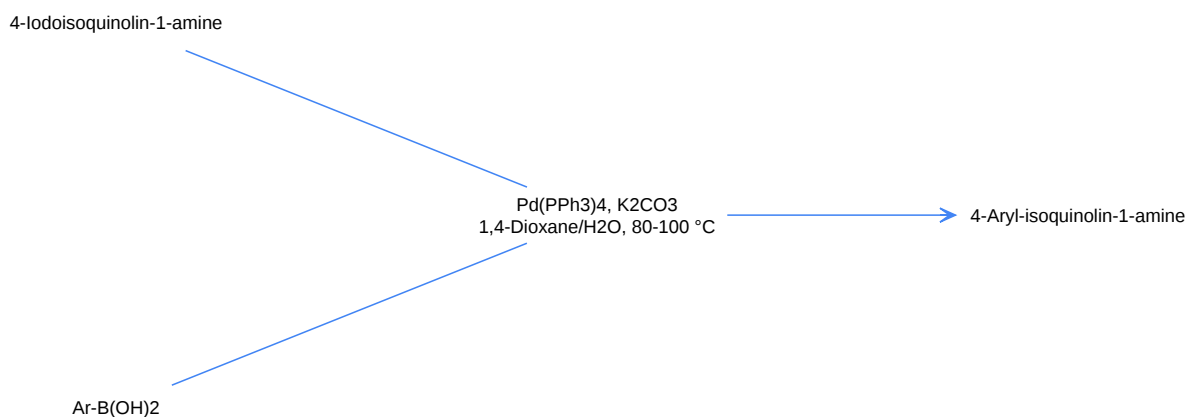 4-Iodoisoquinolin-1-amine
Pd(PPh3)4, K2CO3
1,4-Dioxane/H2O, 80-100 °C
4-Aryl-isoquinolin-1-amine
Ar-B(OH)2